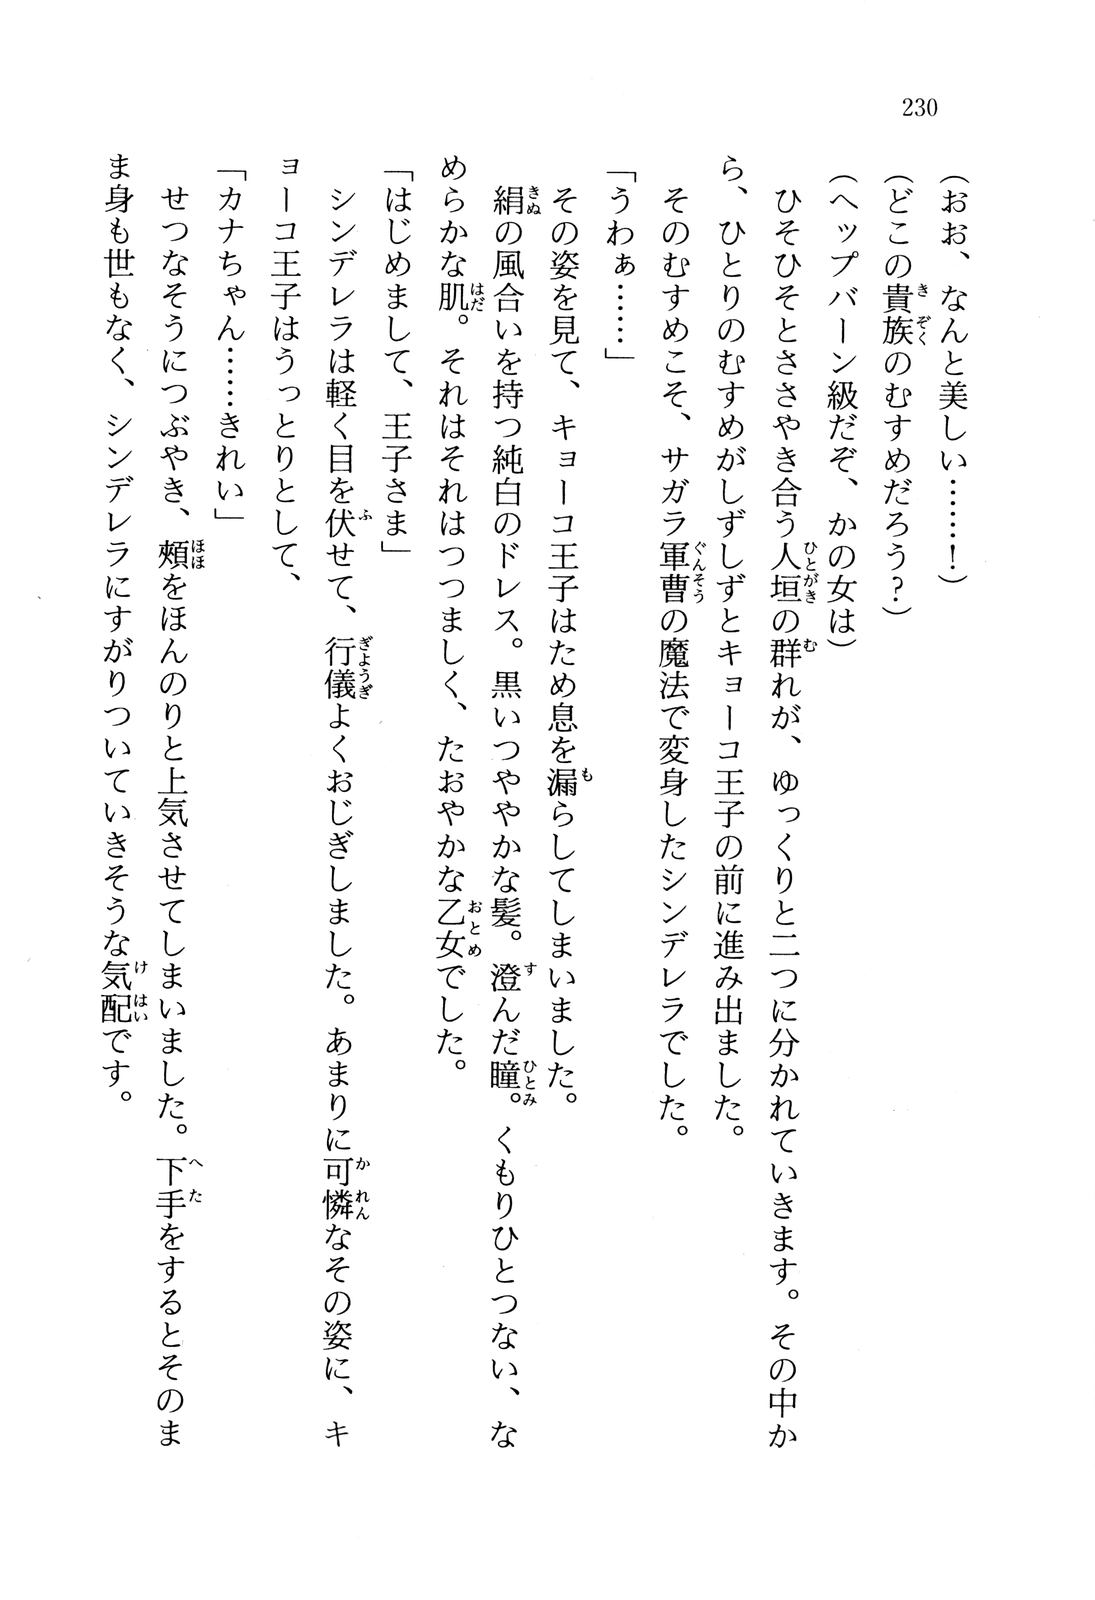 230
(おお、なんと美しい……!)
(どこの貴族のむすめだろう?)
(ヘップバーン級だぞ、かの女は)
　ひそひそとささやき合う人垣の群れが、ゆっくりと二つに分かれていきます。その中か
ら、ひとりのむすめがしずしずとキョーコ王子の前に進み出ました。
　そのむすめこそ、サガラ軍曹の魔法で変身したシンデレラでした。
「うわぁ……」
　その姿を見て、キョーコ王子はため息を漏らしてしまいました。
　絹の風合いを持つ純白のドレス。黒いつややかな髪。澄んだ瞳。くもりひとつない、な
めらかな肌。それはそれはつつましく、たおやかな乙女でした。
「はじめまして、王子さま」
　シンデレラは軽く目を伏せて、行儀よくおじぎしました。あまりに可憐なその姿に、キ
ョーコ王子はうっとりとして、
「カナちゃん……きれい」
　せつなそうにつぶやき、頰をほんのりと上気させてしまいました。下手をするとそのま
ま身も世もなく、シンデレラにすがりついていきそうな気配です。